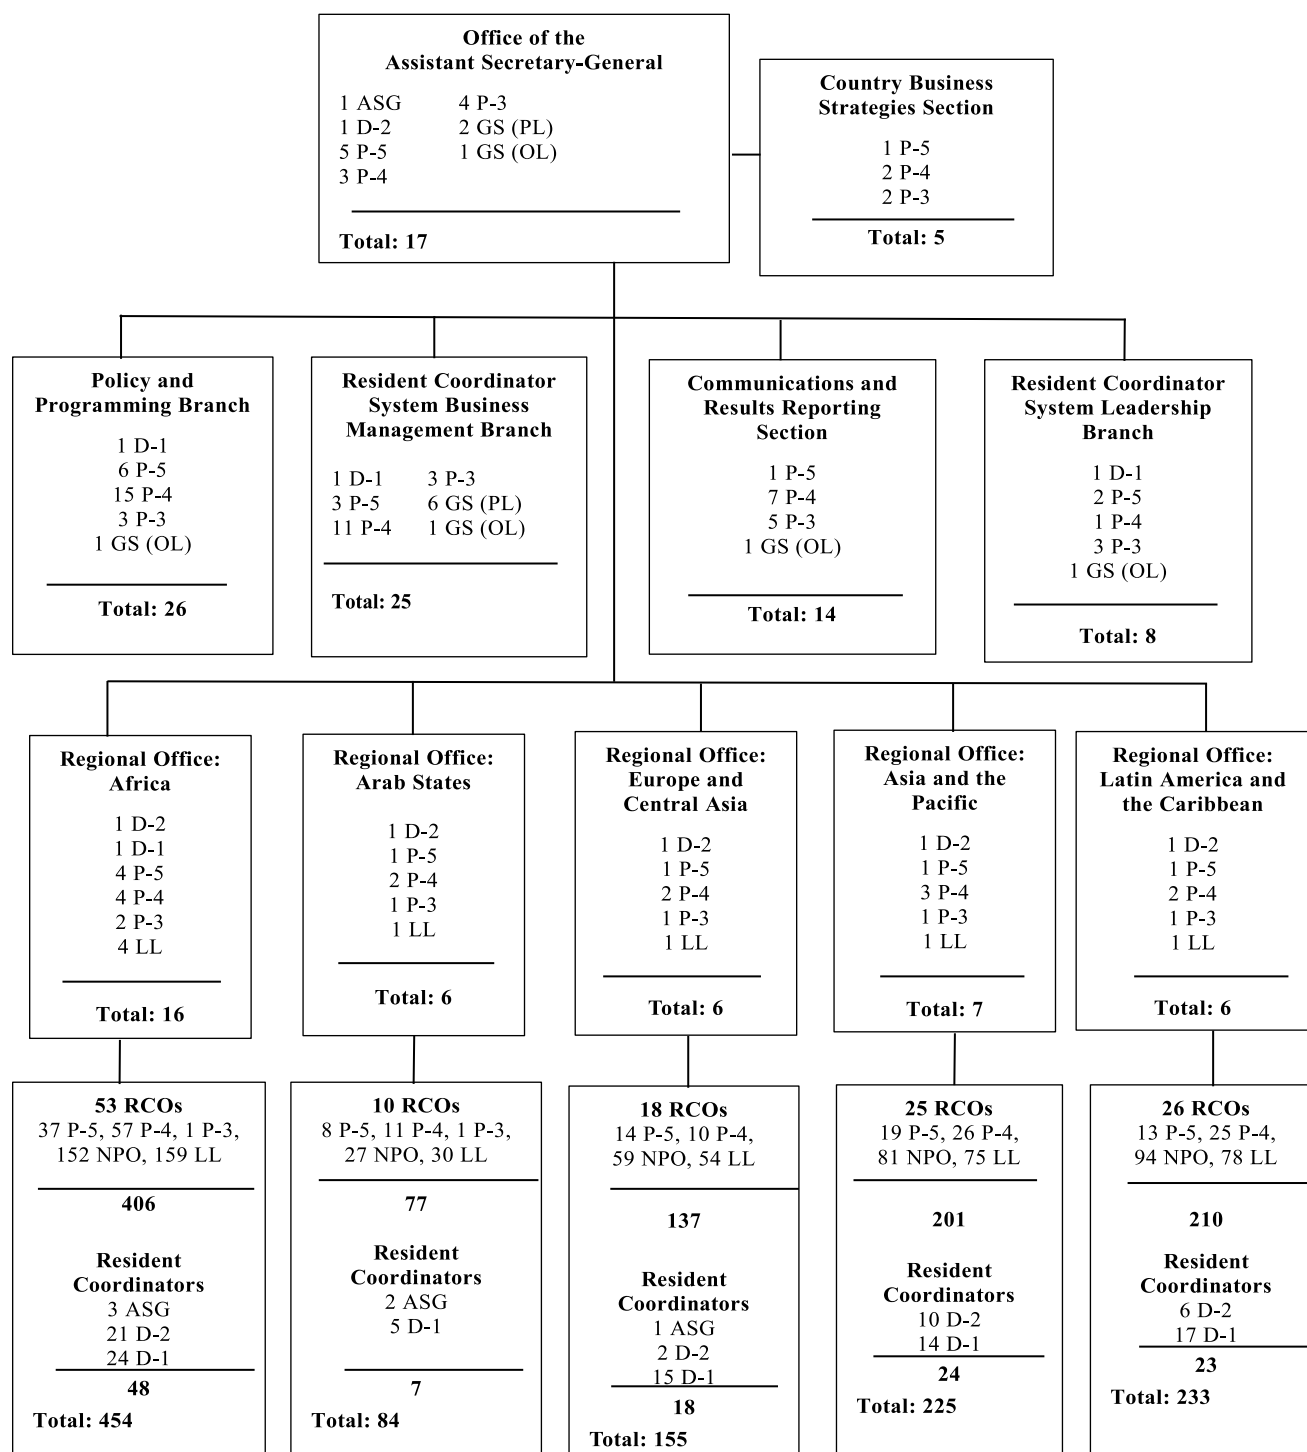 Office of the
Assistant Secretary-General
1 ASG
1 D-2
5 P-5
3 P-4
4 P-3
2 GS (PL)
1 GS (OL)
Total: 17
Country Business
Strategies Section
1 P-5
2 P-4
2 P-3
Total: 5
Policy and
Programming Branch
1 D-1
6 P-5
15 P-4
3 P-3
1 GS (OL)
Total: 26
Resident Coordinator
System Business
Management Branch
1 D-1
3 P-5
11 P-4
3 P-3
6 GS (PL)
1 GS (OL)
Total: 25
Communications and
Results Reporting
Section
1 P-5
7 P-4
5 P-3
1 GS (OL)
Total: 14
Resident Coordinator
System Leadership
Branch
1 D-1
2 P-5
1 P-4
3 P-3
1 GS (OL)
Total: 8
Regional Office:
Africa
1 D-2
1 D-1
4 P-5
4 P-4
2 P-3
4 LL
Total: 16
Regional Office:
Arab States
1 D-2
1 P-5
2 P-4
1 P-3
1 LL
Total: 6
Regional Office:
Europe and
Central Asia
1 D-2
1 P-5
2 P-4
1 P-3
1 LL
Total: 6
Regional Office:
Asia and the
Pacific
1 D-2
1 P-5
3 P-4
1 P-3
1 LL
Total: 7
Regional Office:
Latin America and
the Caribbean
1 D-2
1 P-5
2 P-4
1 P-3
1 LL
Total: 6
53 RCOs
37 P-5, 57 P-4, 1 P-3,
152 NPO, 159 LL
406
Resident
Coordinators
3 ASG
21 D-2
24 D-1
48
Total: 454
10 RCOs
8 P-5, 11 P-4, 1 P-3,
27 NPO, 30 LL
77
Resident
Coordinators
2 ASG
5 D-1
7
Total: 84
18 RCOs
14 P-5, 10 P-4,
59 NPO, 54 LL
137
Resident
Coordinators
1 ASG
2 D-2
15 D-1
18
Total: 155
25 RCOs
19 P-5, 26 P-4,
81 NPO, 75 LL
201
Resident
Coordinators
10 D-2
14 D-1
24
Total: 225
26 RCOs
13 P-5, 25 P-4,
94 NPO, 78 LL
210
Resident
Coordinators
6 D-2
17 D-1
23
Total: 233